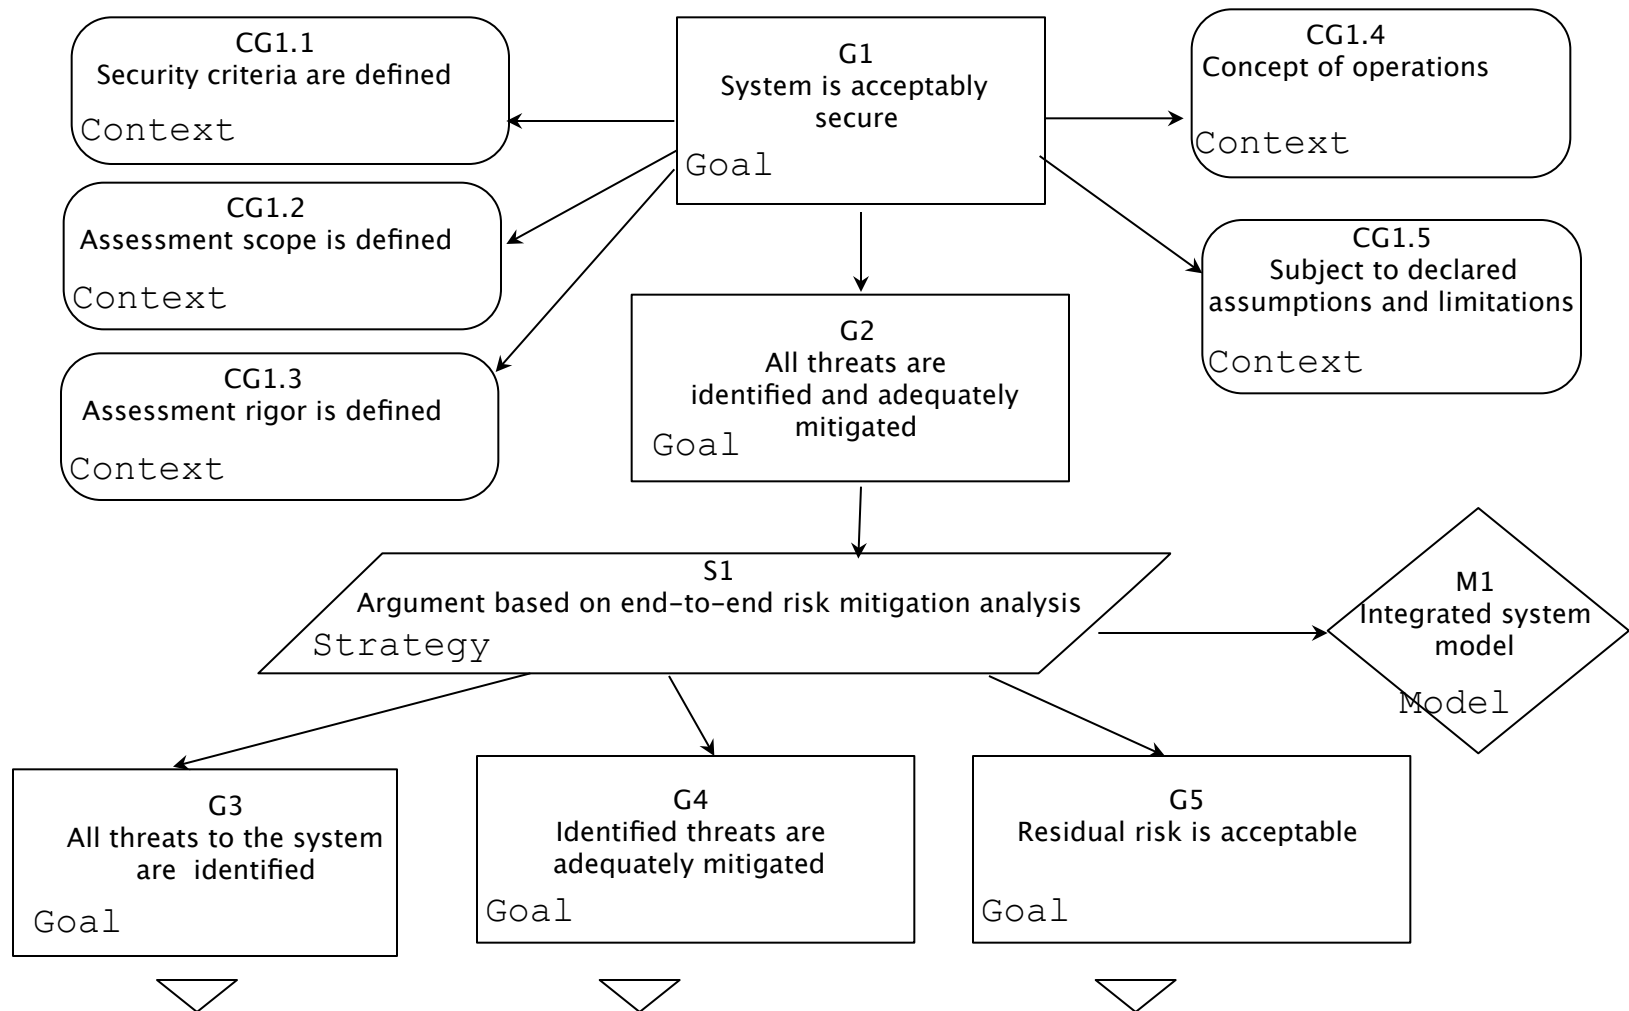 CG1.1
Security criteria are defined
Context
G1
System is acceptably
secure
Goal
CG1.4
Concept of operations
Context
CG1.2
Assessment scope is defined
Context
CG1.5
Subject to declared
assumptions and limitations
Context
G2
All threats are
identified and adequately
mitigated
Goal
CG1.3
Assessment rigor is defined
Context
S1
Argument based on end-to-end risk mitigation analysis
Strategy
M1
Integrated system
model
Model
G3
All threats to the system
are identified
Goal
G4
Identified threats are
adequately mitigated
Goal
G5
Residual risk is acceptable
Goal